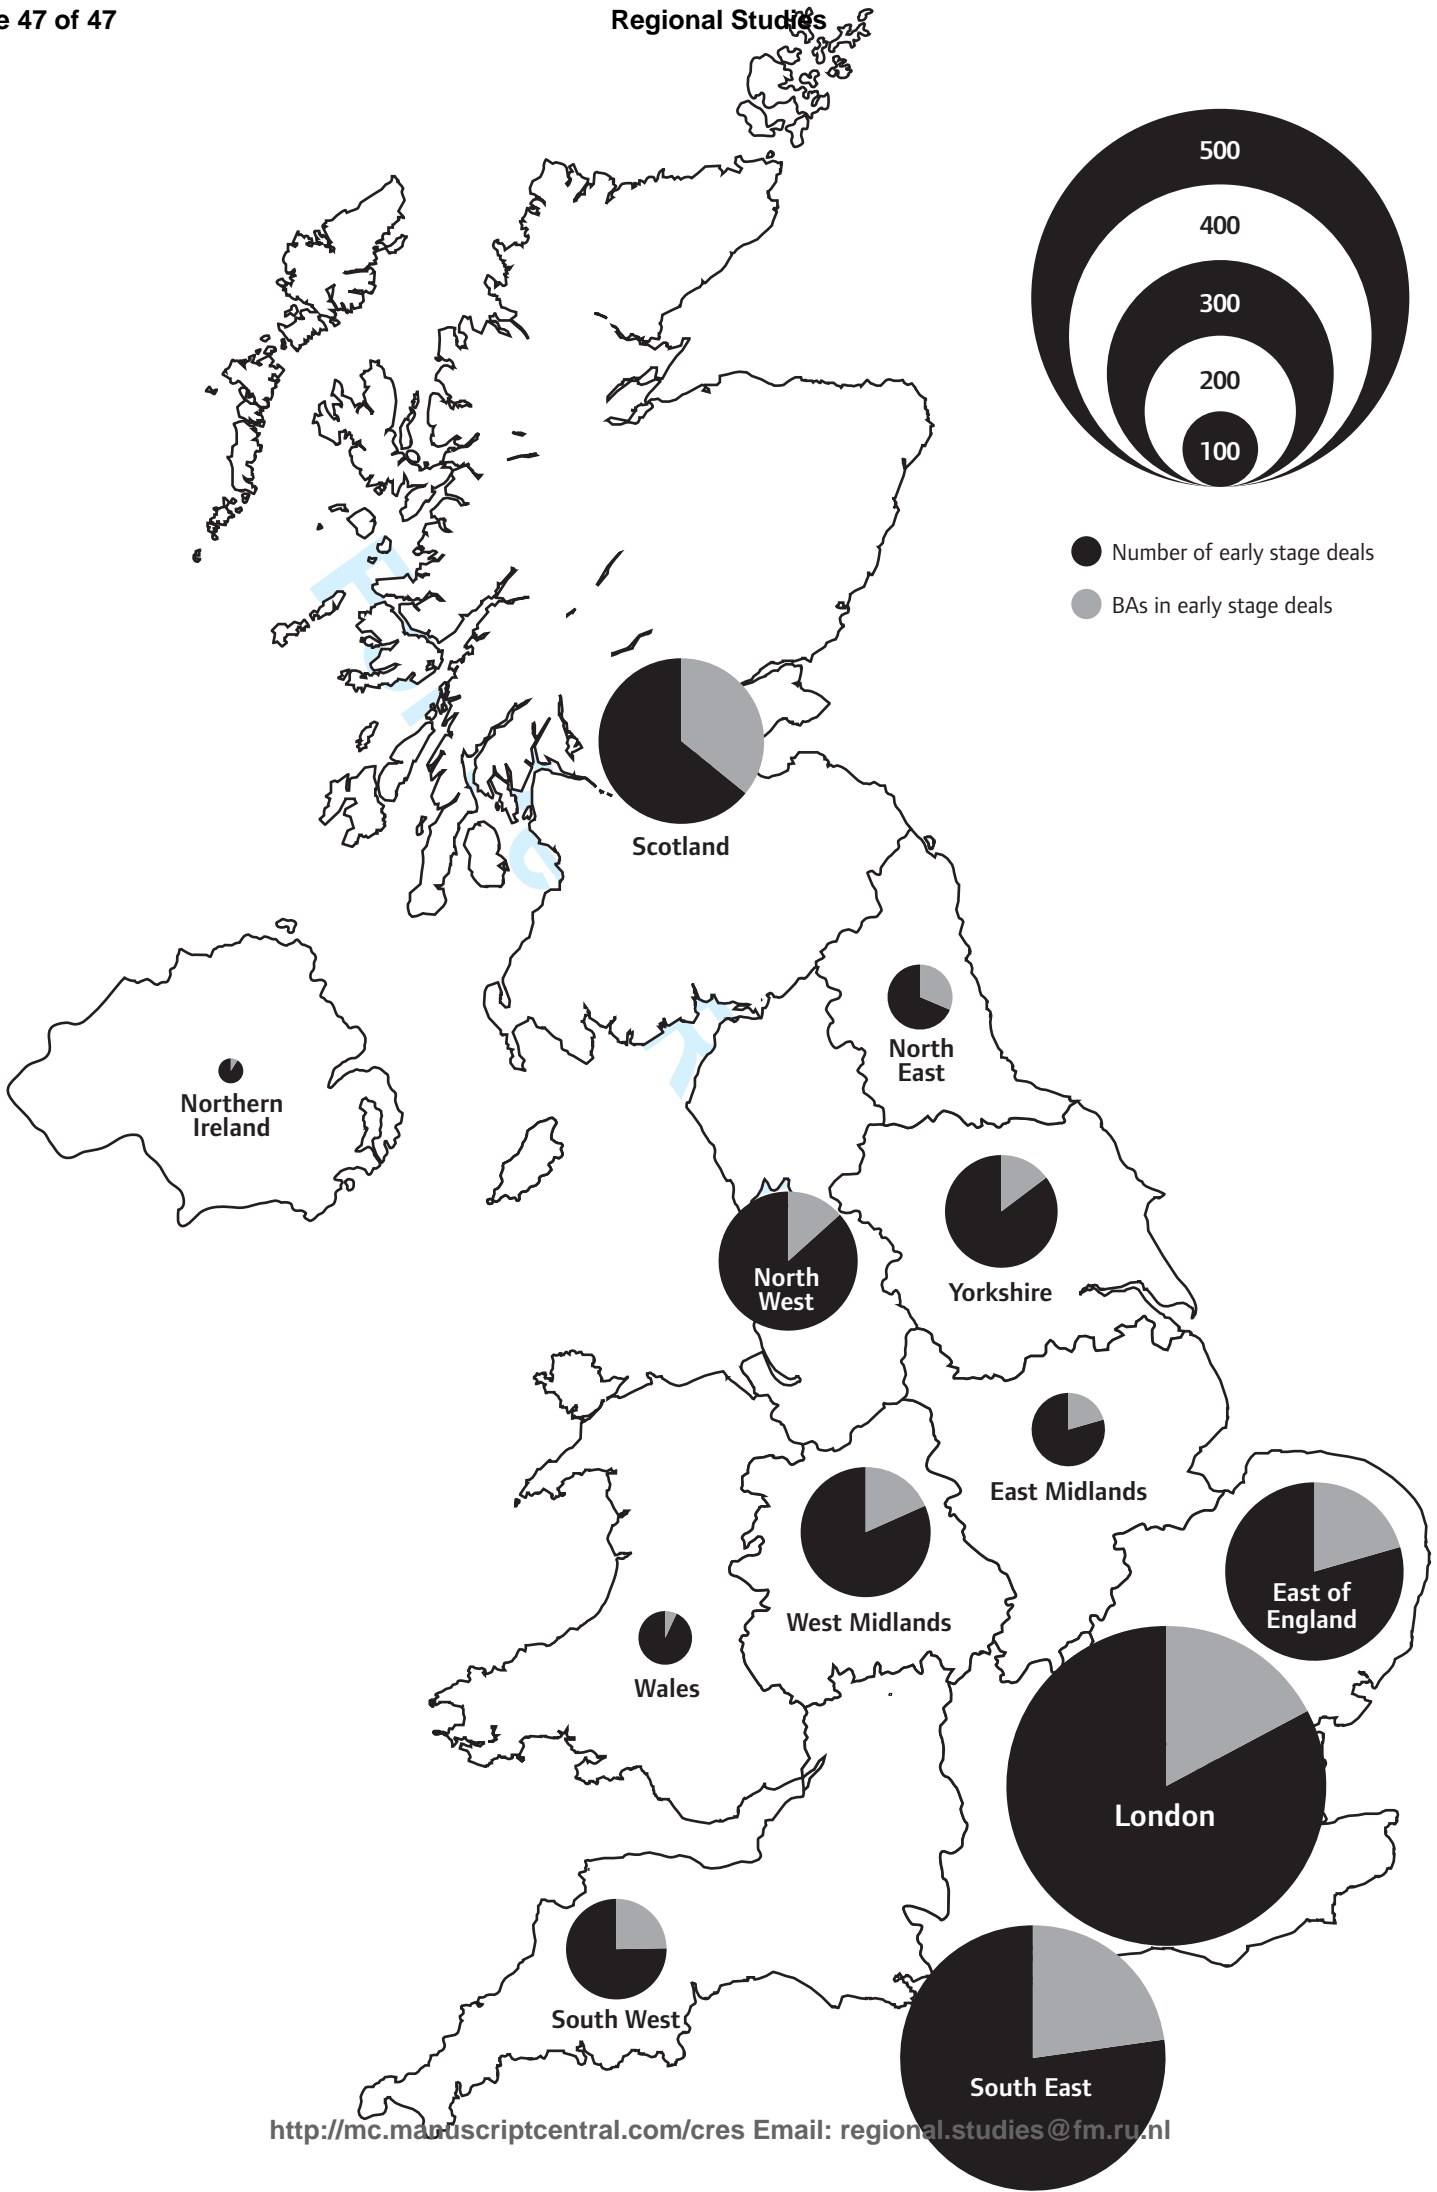 e 47 of 47
Regional Studies
500
400
300
200
100
Number of early stage deals
BAs in early stage deals
Scotland
North
East
Northern
Ireland
North
West
Yorkshire
East Midlands
East of
England
West Midlands
Wales
London
South West
South East
http://mc.manuscriptcentral.com/cres Email: regional.studies@fm.ru.nl